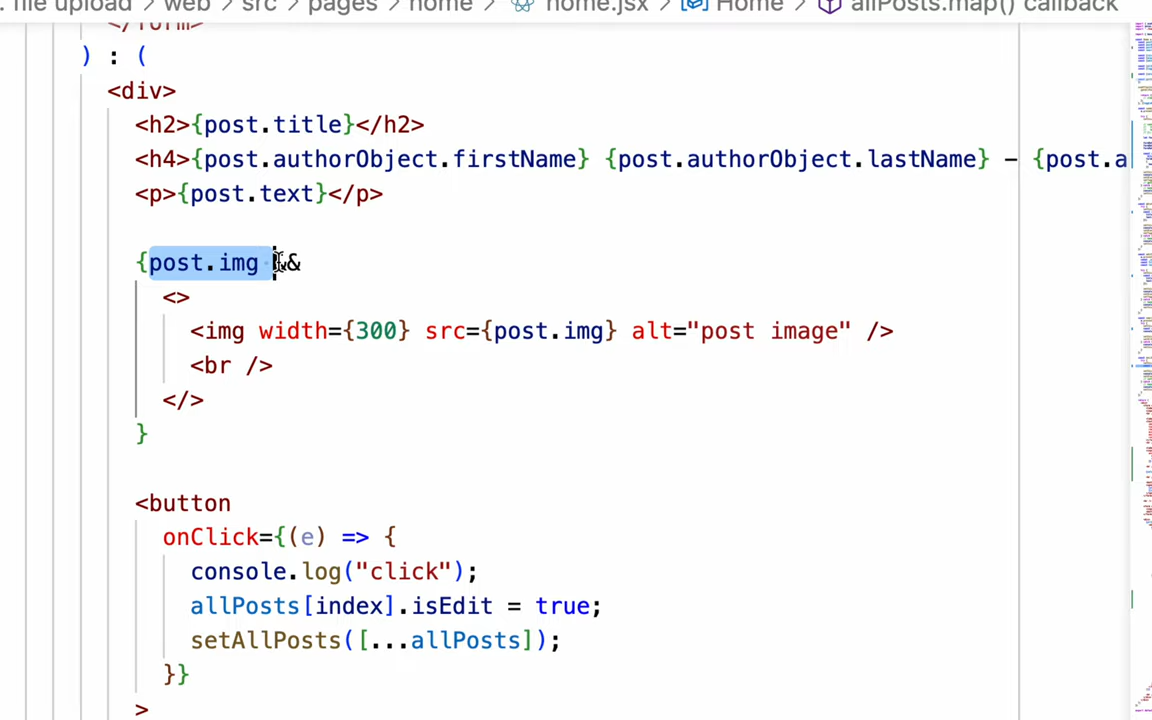 . file upload > web > src > pages > home > home.jsx > Home > allPosts.map() callback
</form>
) : (
<div>
<h2>{post.title}</h2>
<h4>{post.authorObject.firstName} {post.authorObject.lastName} - {post.a
<p>{post.text}</p>
{post.img &&
<>
<img width={300} src={post.img} alt="post image" />
<br />
</>
}
<button
onClick={(e) => {
console.log("click");
allPosts[index].isEdit = true;
setAllPosts([...allPosts]);
}}
>